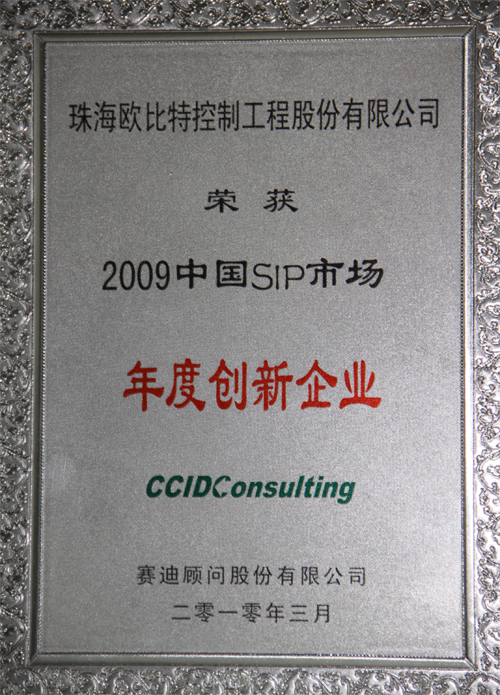 珠海欧比特控制工程股份有限公司
荣 获
2009中国SIP市场
年度创新企业
CCIDConsulting
赛迪顾问股份有限公司
二零一零年三月